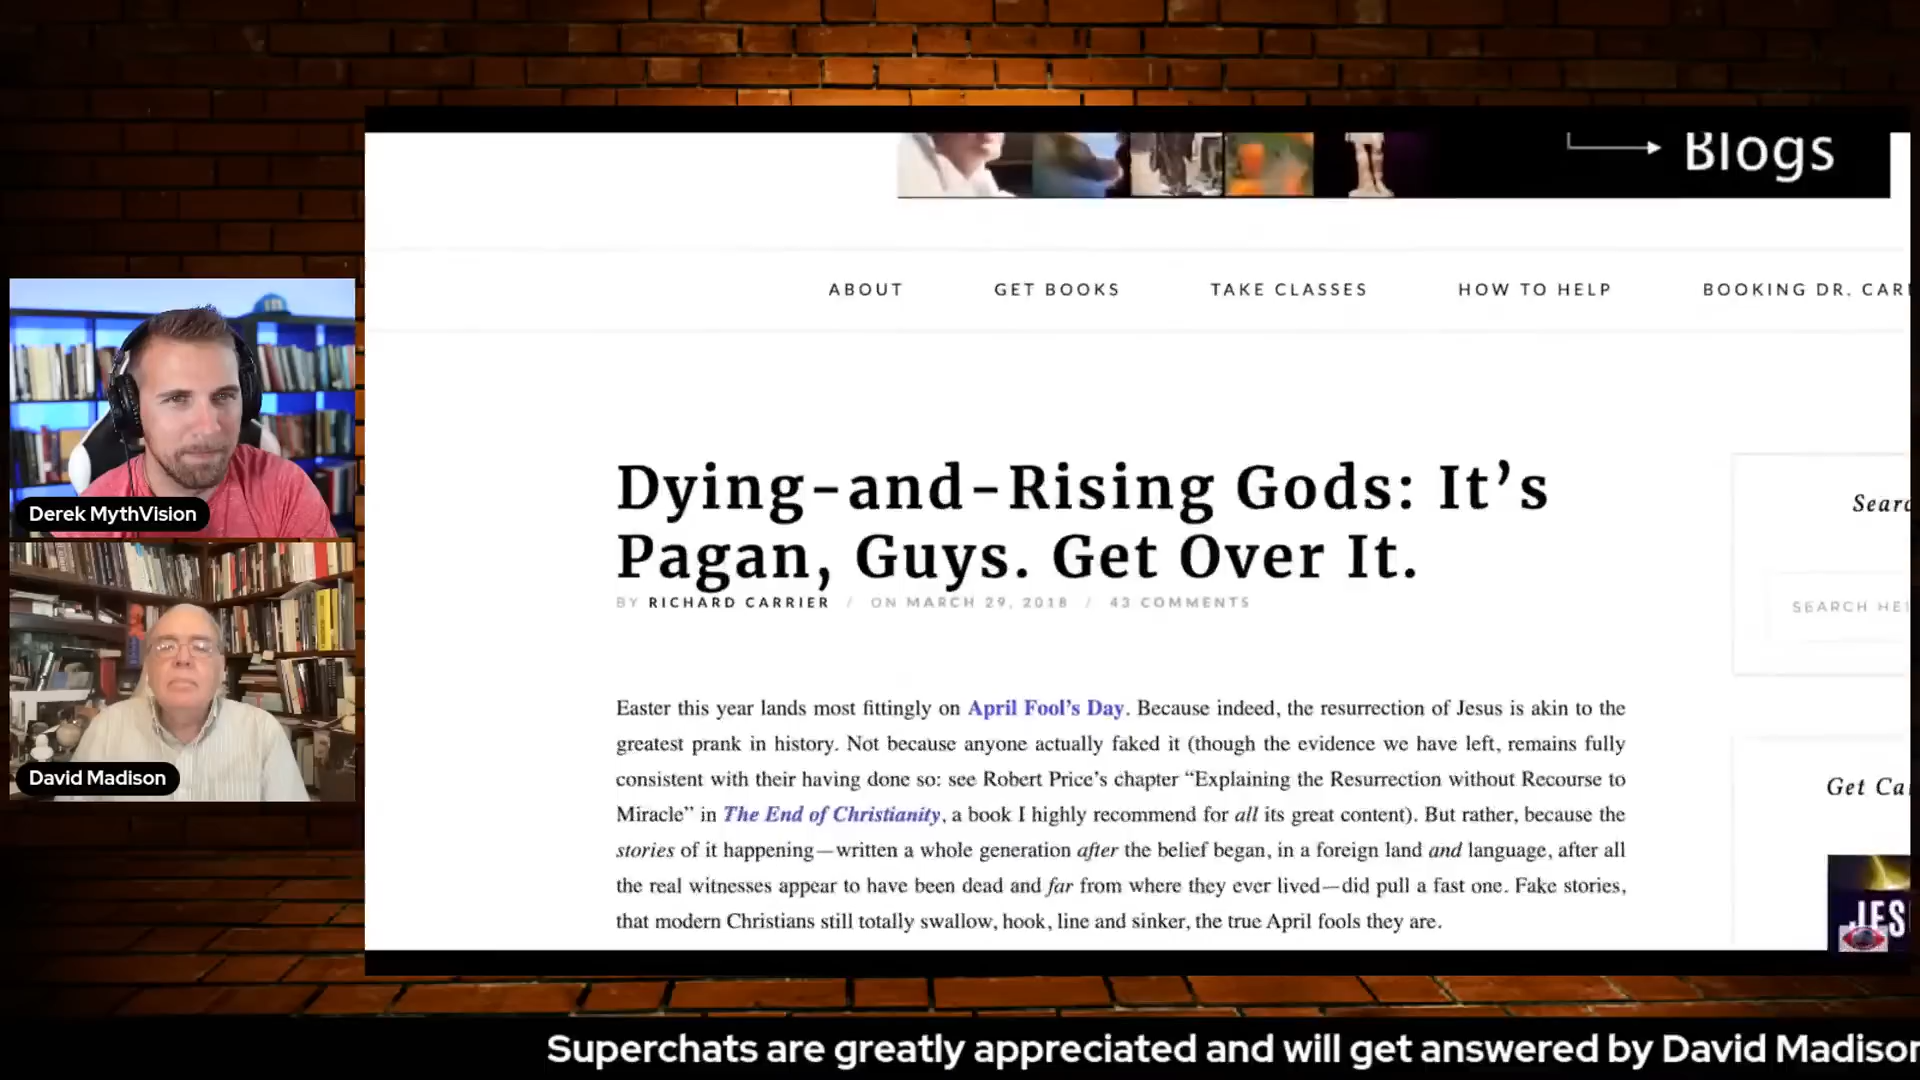 Blogs
ABOUT GET BOOKS TAKE CLASSES HOW TO HELP BOOKING DR. CAR
Derek MythVision
David Madison
Dying-and-Rising Gods: It's
Pagan, Guys. Get Over It.
BY RICHARD CARRIER / ON MARCH 29, 2018 / 43 COMMENTS
Easter this year lands most fittingly on April Fool's Day. Because indeed, the resurrection of Jesus is akin to the
greatest prank in history. Not because anyone actually faked it (though the evidence we have left, remains fully
consistent with their having done so: see Robert Price's chapter “Explaining the Resurrection without Recourse to
Miracle” in The End of Christianity, a book I highly recommend for all its great content). But rather, because the
stories of it happening—written a whole generation after the belief began, in a foreign land and language, after all
the real witnesses appear to have been dead and far from where they ever lived—did pull a fast one. Fake stories,
that modern Christians still totally swallow, hook, line and sinker, the true April fools they are.
Searc
SEARCH HE
Get Ca
JES
Superchats are greatly appreciated and will get answered by David Madison